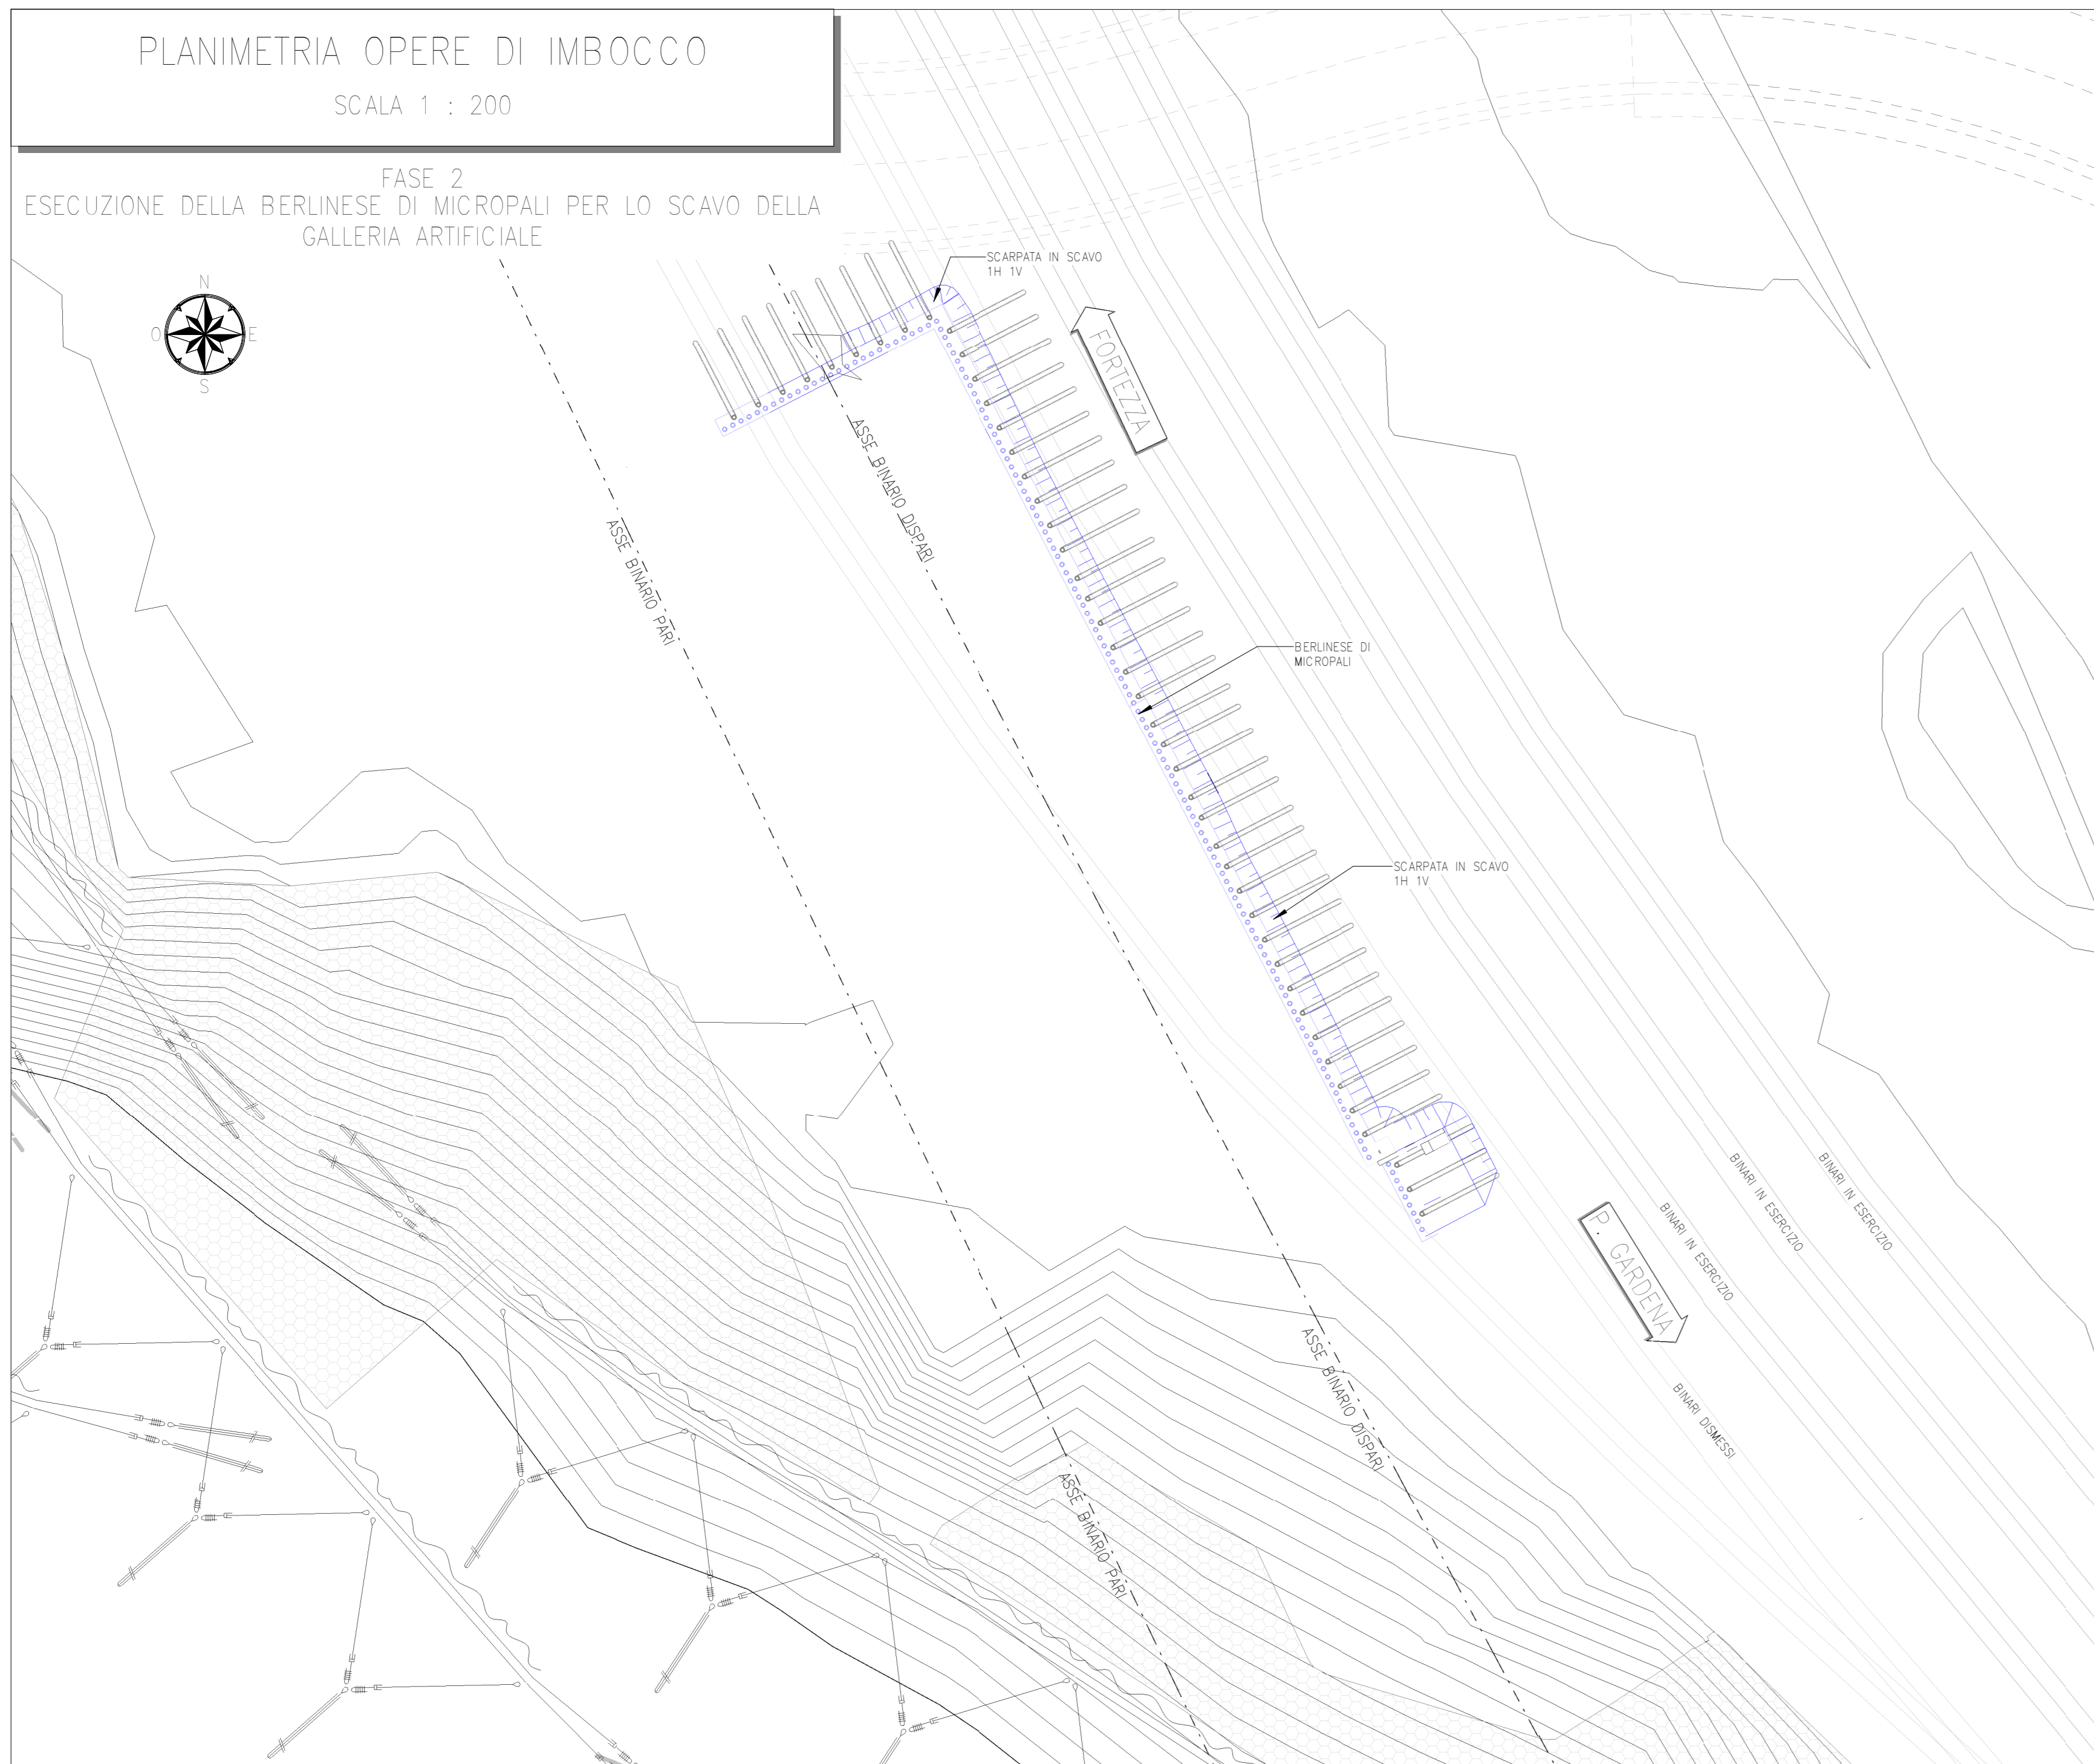 PLANIMETRIA OPERE DI IMBOCCO
SCALA 1 : 200
FASE 2
ESECUZIONE DELLA BERLINESE DI MICROPALI PER LO SCAVO DELLA
GALLERIA ARTIFICIALE
N
O
E
S
SCARPATA IN SCAVO
1H 1V
FORTEZZA
ASSE BINARIO DISPARI
ASSE BINARIO PARI
BERLINESE DI
MICROPALI
SCARPATA IN SCAVO
1H 1V
BINARI IN ESERCIZIO
BINARI IN ESERCIZIO
BINARI IN ESERCIZIO
P. GARDENA
ASSE BINARIO DISPARI
BINARI DISMESSI
ASSE BINARIO PARI